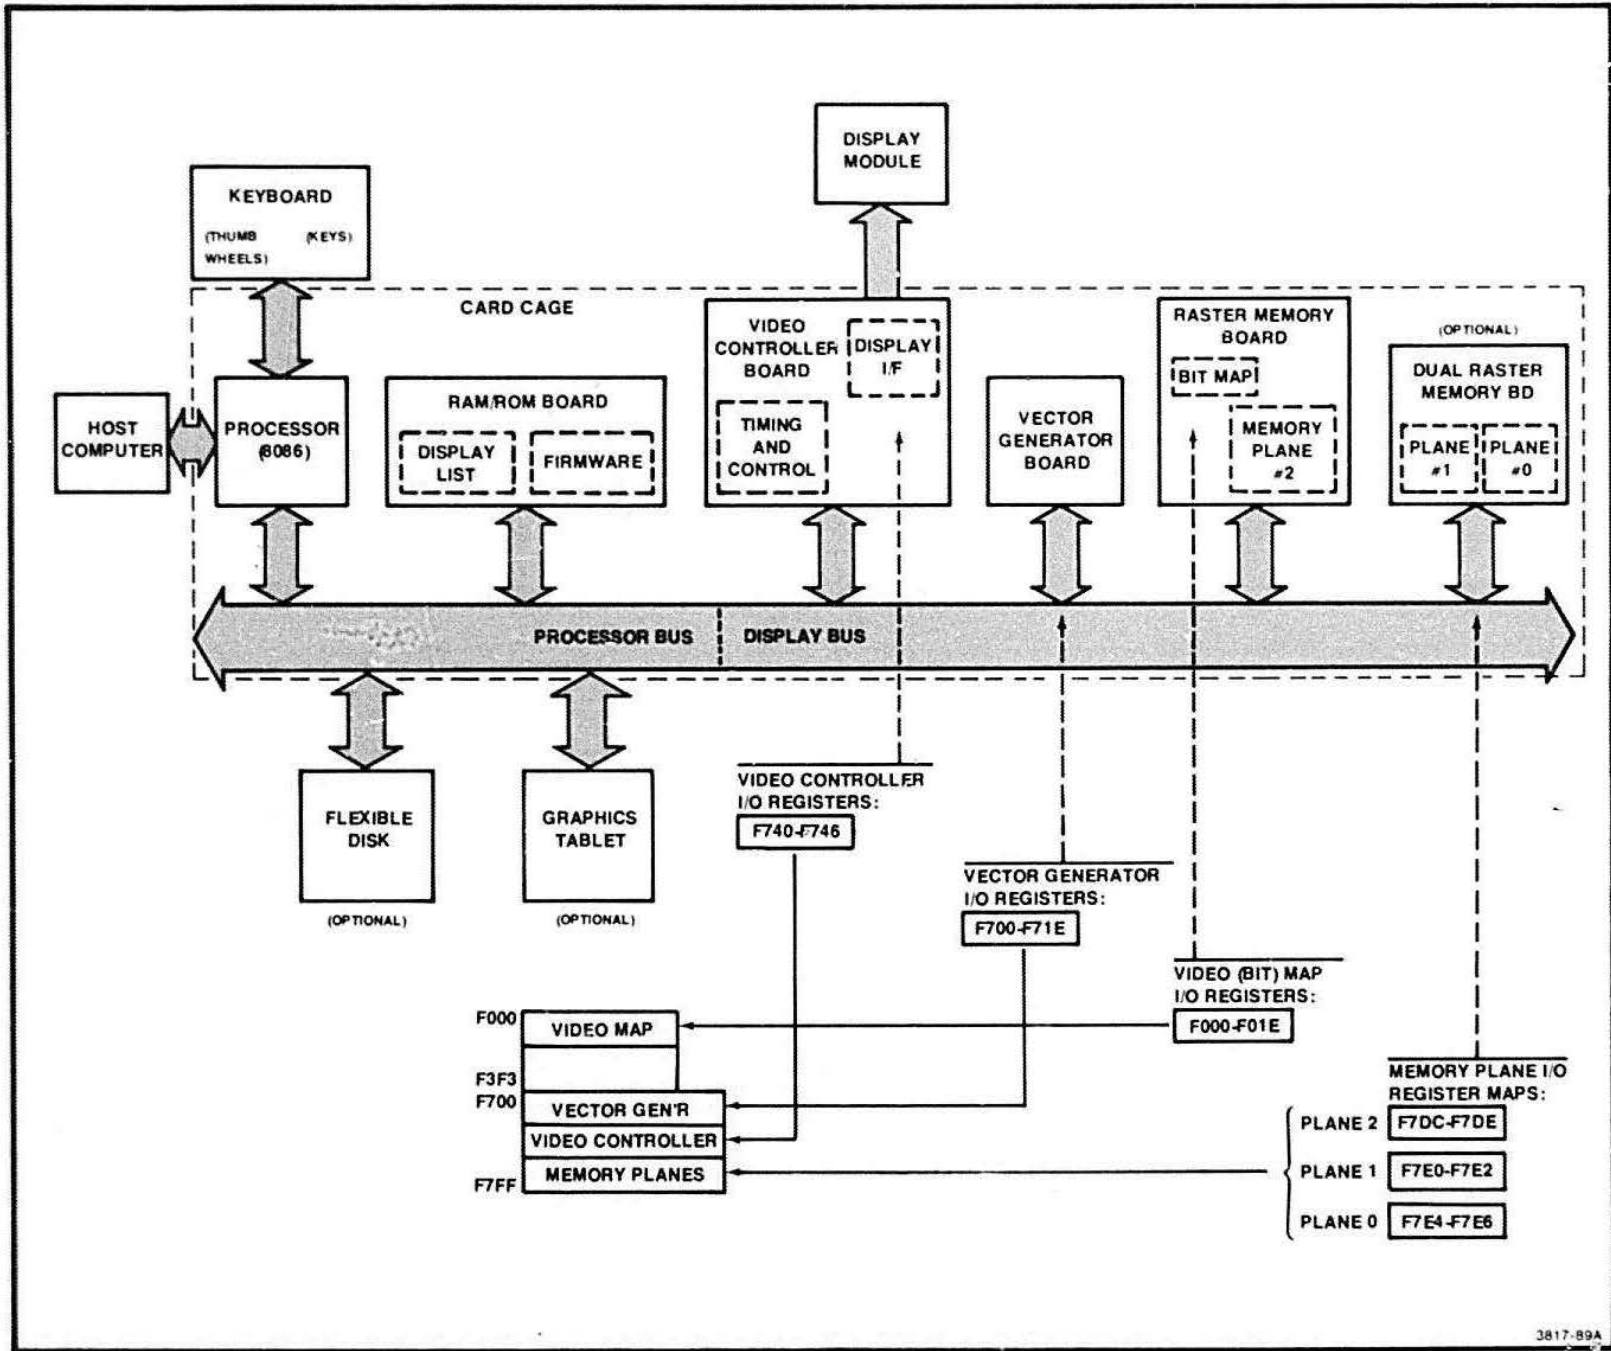 DISPLAY
MODULE
KEYBOARD
(THUMB (KEYS)
WHEELS)
CARD CAGE
HOST
COMPUTER
PROCESSOR
(8086)
RAM/ROM BOARD
DISPLAY
LIST
FIRMWARE
VIDEO
CONTROLLER
BOARD
DISPLAY
I/F
TIMING
AND
CONTROL
VECTOR
GENERATOR
BOARD
RASTER MEMORY
BOARD
BIT MAP
MEMORY
PLANE
#2
(OPTIONAL)
DUAL RASTER
MEMORY BD
PLANE
#1
PLANE
#0
PROCESSOR BUS
DISPLAY BUS
FLEXIBLE
DISK
(OPTIONAL)
GRAPHICS
TABLET
(OPTIONAL)
VIDEO CONTROLLER
I/O REGISTERS:
F740-F746
VECTOR GENERATOR
I/O REGISTERS:
F700-F71E
VIDEO (BIT) MAP
I/O REGISTERS:
F000-F01E
MEMORY PLANE I/O
REGISTER MAPS:
PLANE 2 F7DC-F7DE
PLANE 1 F7E0-F7E2
PLANE 0 F7E4-F7E6
F000 VIDEO MAP
F3F3
F700 VECTOR GEN'R
VIDEO CONTROLLER
MEMORY PLANES
F7FF
3817-89A